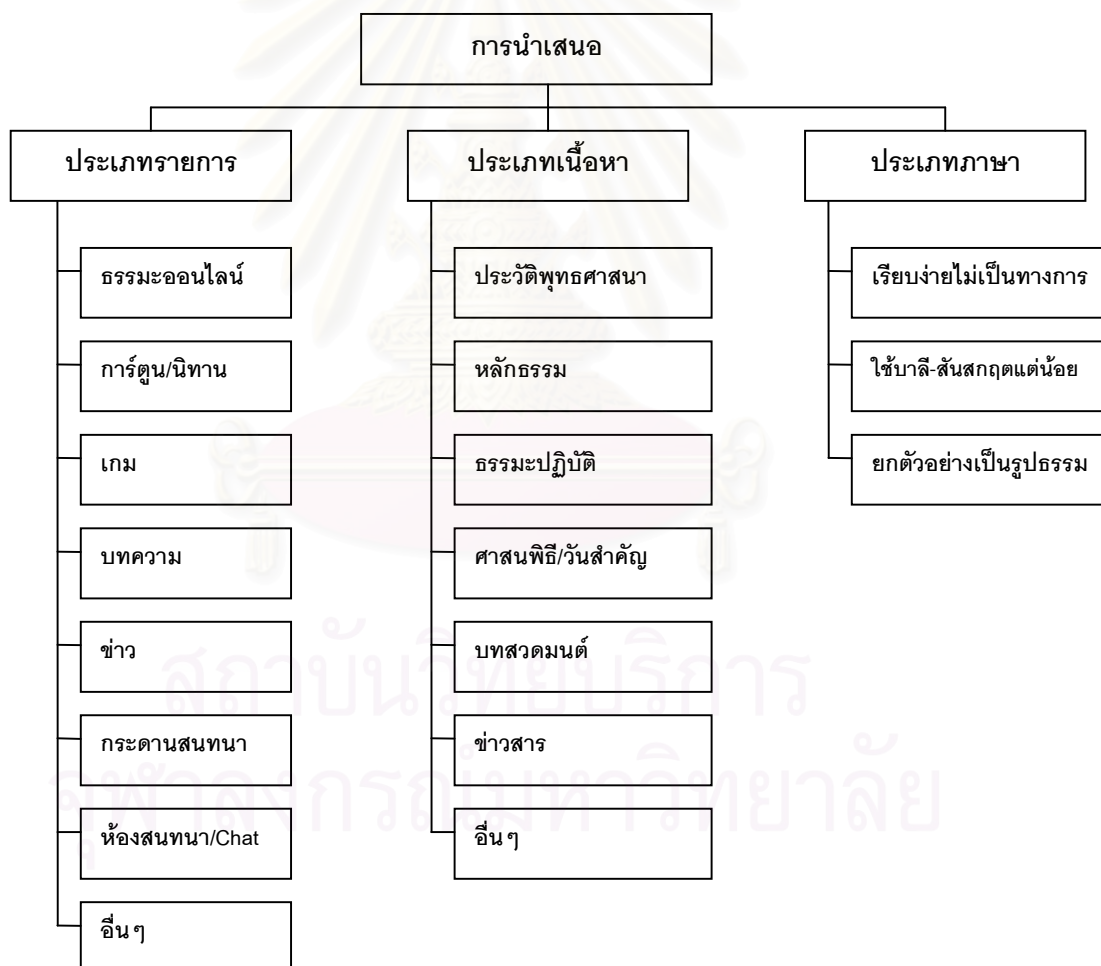 การนำเสนอ
ประเภทรายการ
ธรรมะออนไลน์
การ์ตูน/นิทาน
เกม
บทความ
ข่าว
กระดานสนทนา
ห้องสนทนา/Chat
อื่นๆ
ประเภทเนื้อหา
ประวัติพุทธศาสนา
หลักธรรม
ธรรมะปฏิบัติ
ศาสนพิธี/วันสำคัญ
บทสวดมนต์
ข่าวสาร
อื่นๆ
ประเภทภาษา
เรียบง่ายไม่เป็นทางการ
ใช้บาลี-สันสกฤตแต่น้อย
ยกตัวอย่างเป็นรูปธรรม
สถาบันวิทยบริการ
จุฬาลงกรณ์มหาวิทยาลัย